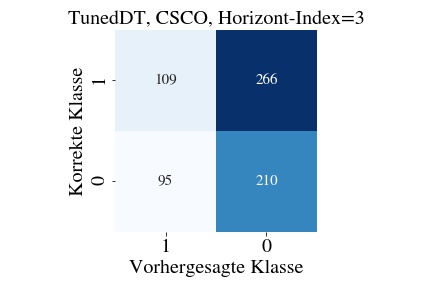 TunedDT, CSCO, Horizont-Index=3
Korrekte Klasse
1
109
266
0
95
210
1
0
Vorhergesagte Klasse